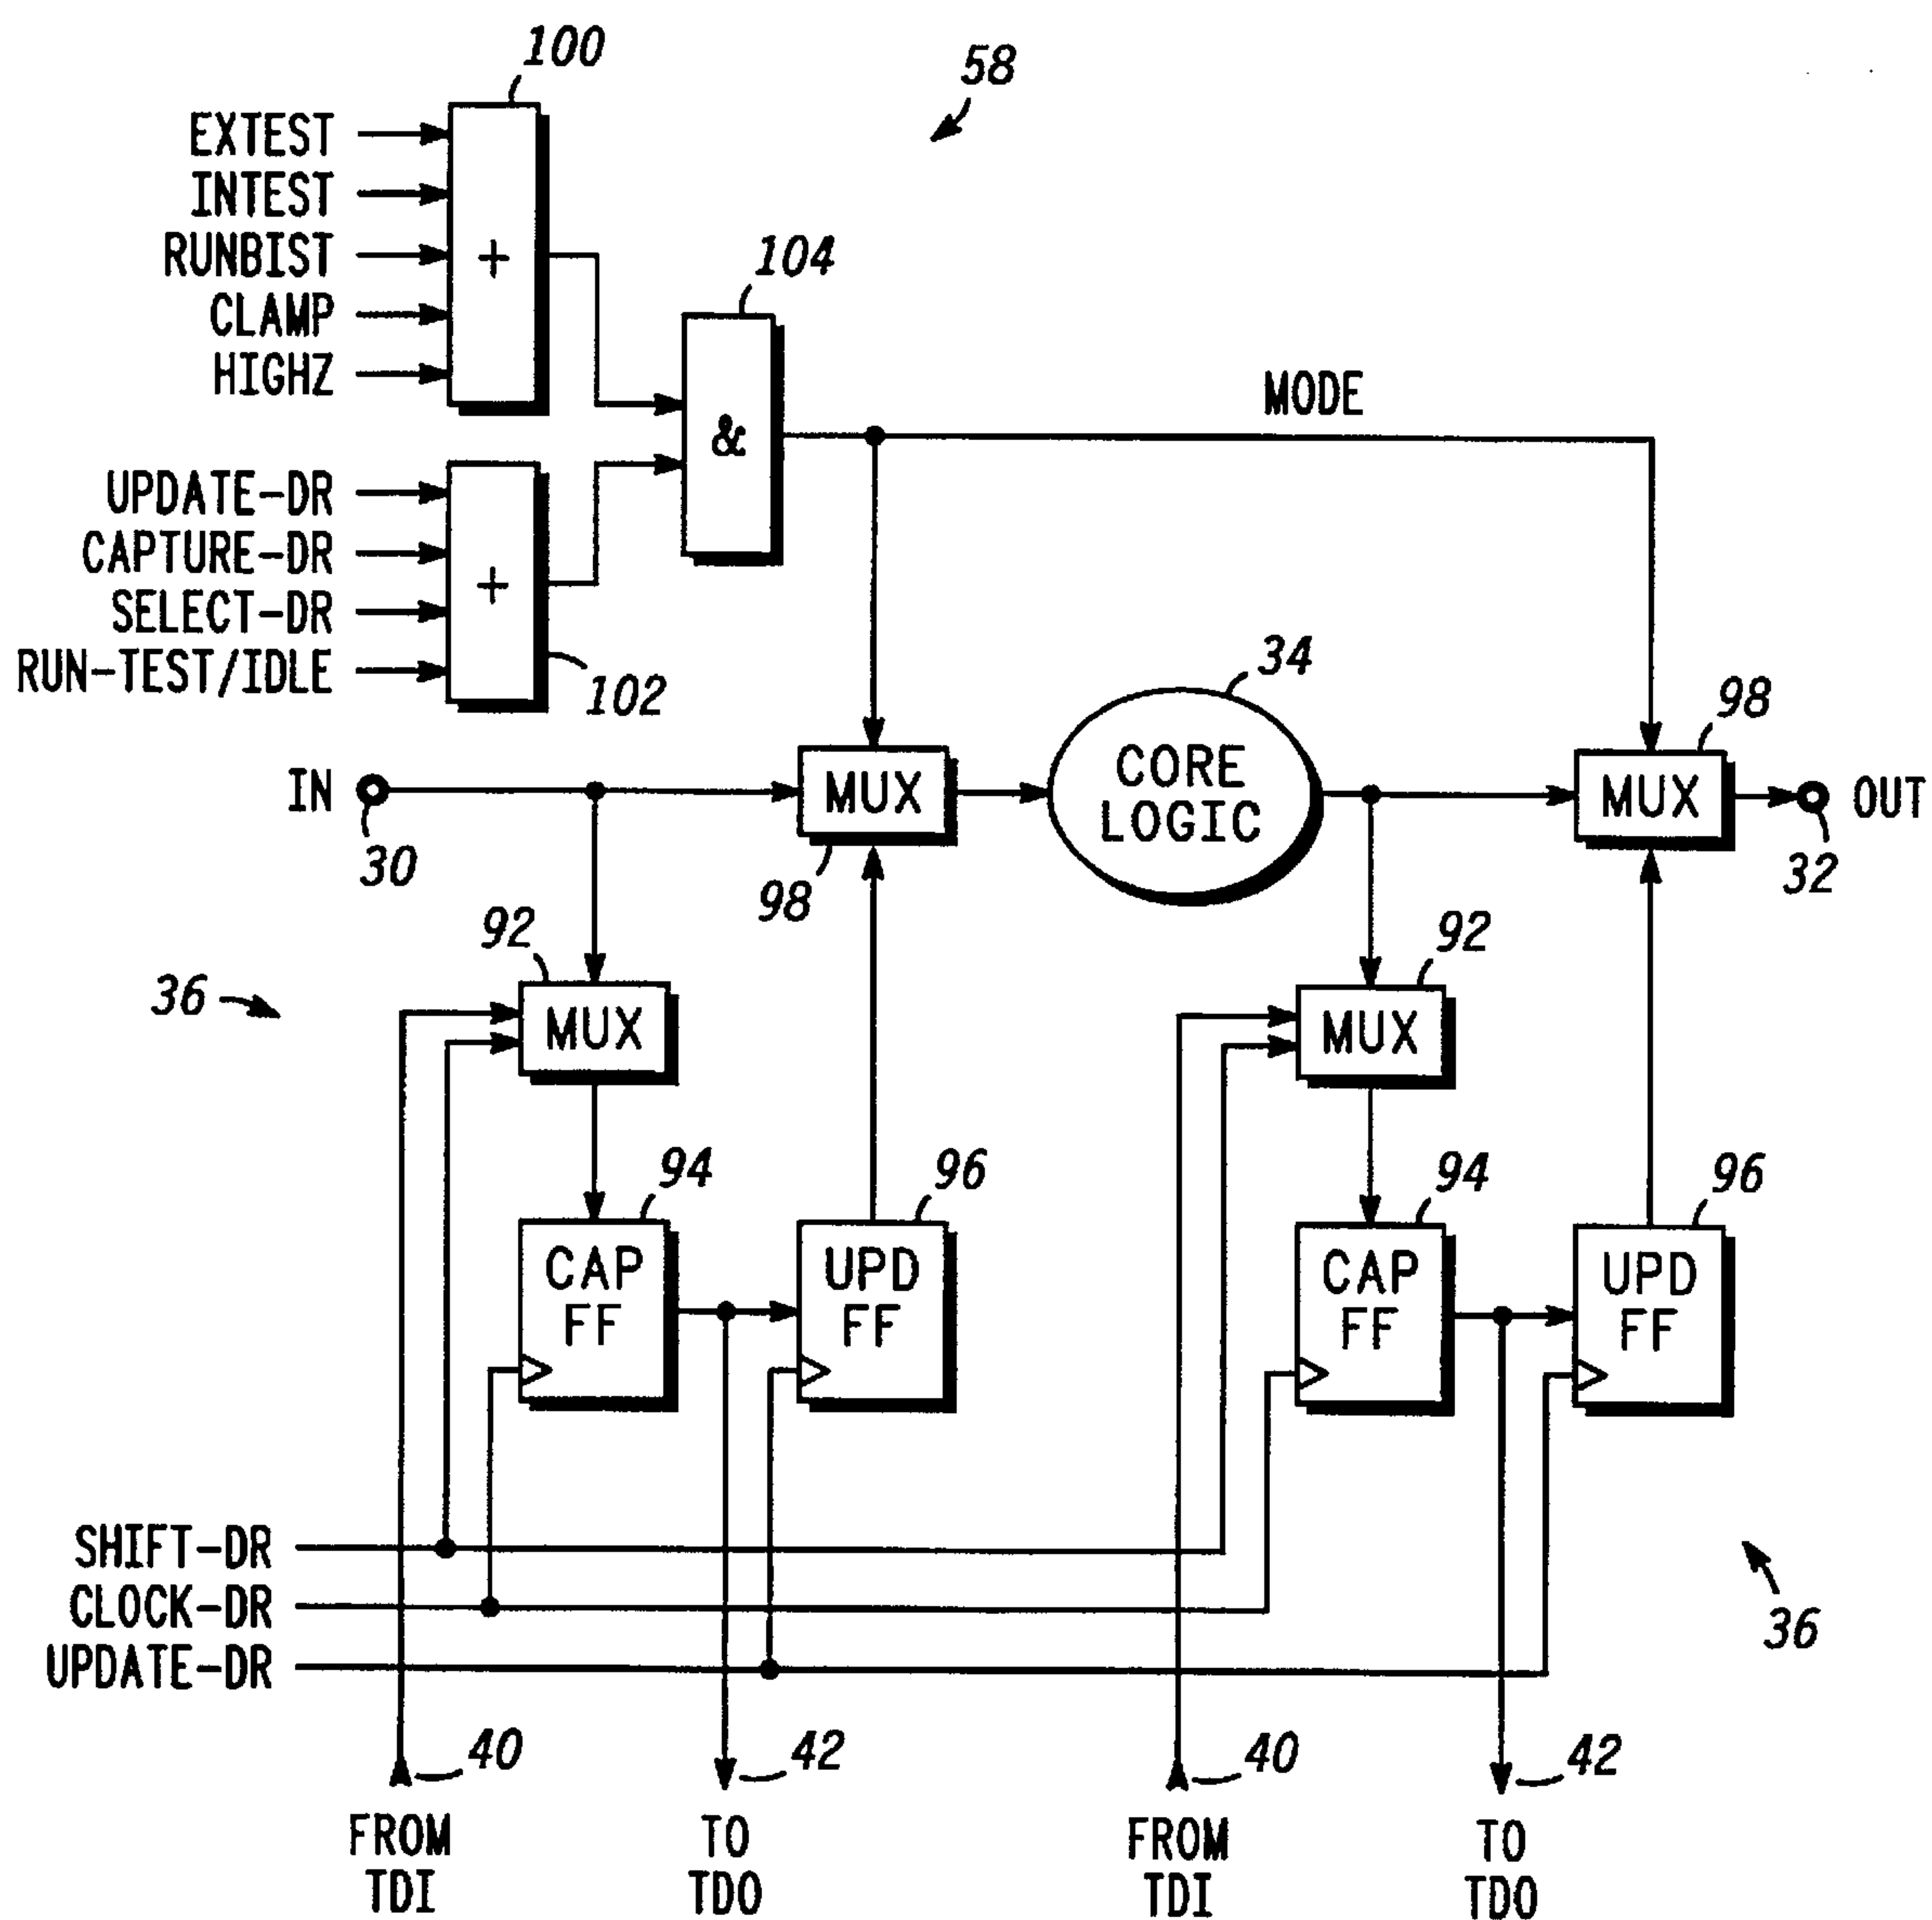 100
58
EXTEST
INTEST
RUNBIST
CLAMP
HIGHZ
+
104
&
MODE
UPDATE-DR
CAPTURE-DR
SELECT-DR
RUN-TEST/IDLE
+
102
34
98
IN
30
MUX
98
CORE
LOGIC
MUX
OUT
32
92
92
36
MUX
MUX
94
96
94
96
CAP
FF
UPD
FF
CAP
FF
UPD
FF
SHIFT-DR
CLOCK-DR
UPDATE-DR
36
40
42
40
42
FROM
TDI
TO
TDO
FROM
TDI
TO
TDO